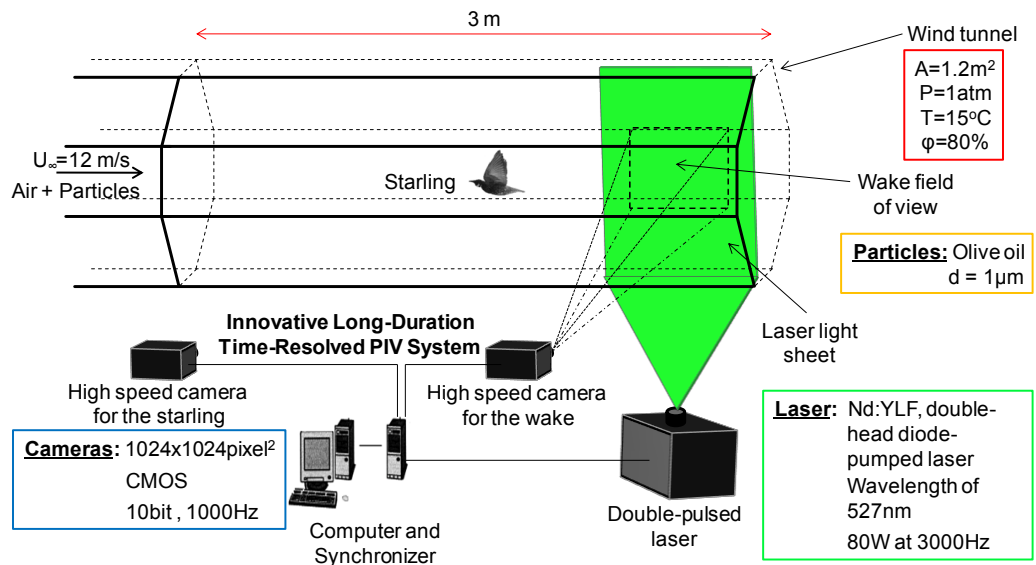 3 m
Wind tunnel
A=1.2m²
P=1atm
T=15ºC
φ=80%
U∞=12 m/s
Air + Particles
Starling
Wake field
of view
Particles: Olive oil
d = 1µm
Laser light
sheet
Innovative Long-Duration
Time-Resolved PIV System
High speed camera
for the starling
High speed camera
for the wake
Cameras: 1024x1024pixel²
CMOS
10bit , 1000Hz
Computer and
Synchronizer
Double-pulsed
laser
Laser: Nd:YLF, double-
head diode-
pumped laser
Wavelength of
527nm
80W at 3000Hz